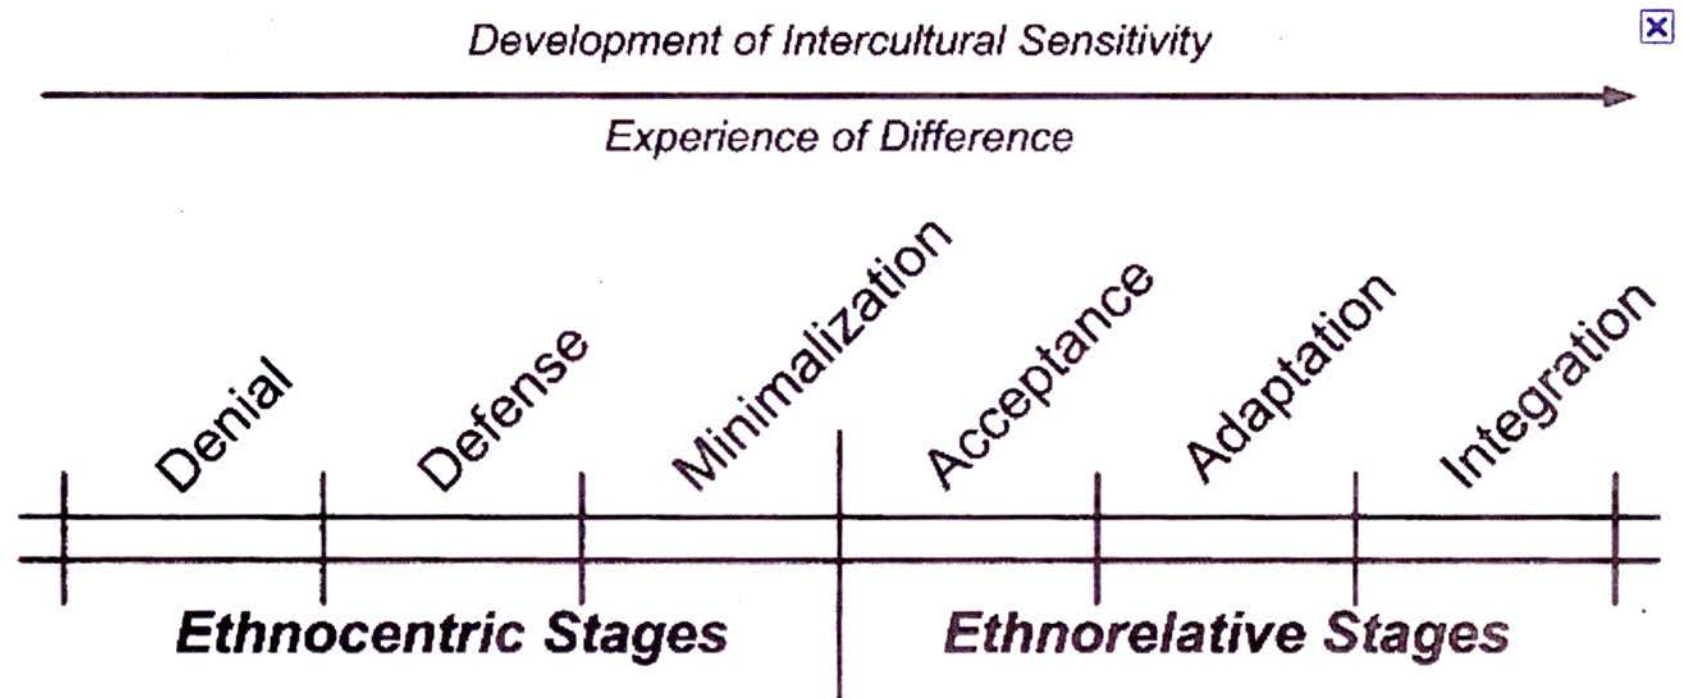 Development of Intercultural Sensitivity
Experience of Difference
Denial
Defense
Minimalization
Acceptance
Adaptation
Integration
Ethnocentric Stages
Ethnorelative Stages